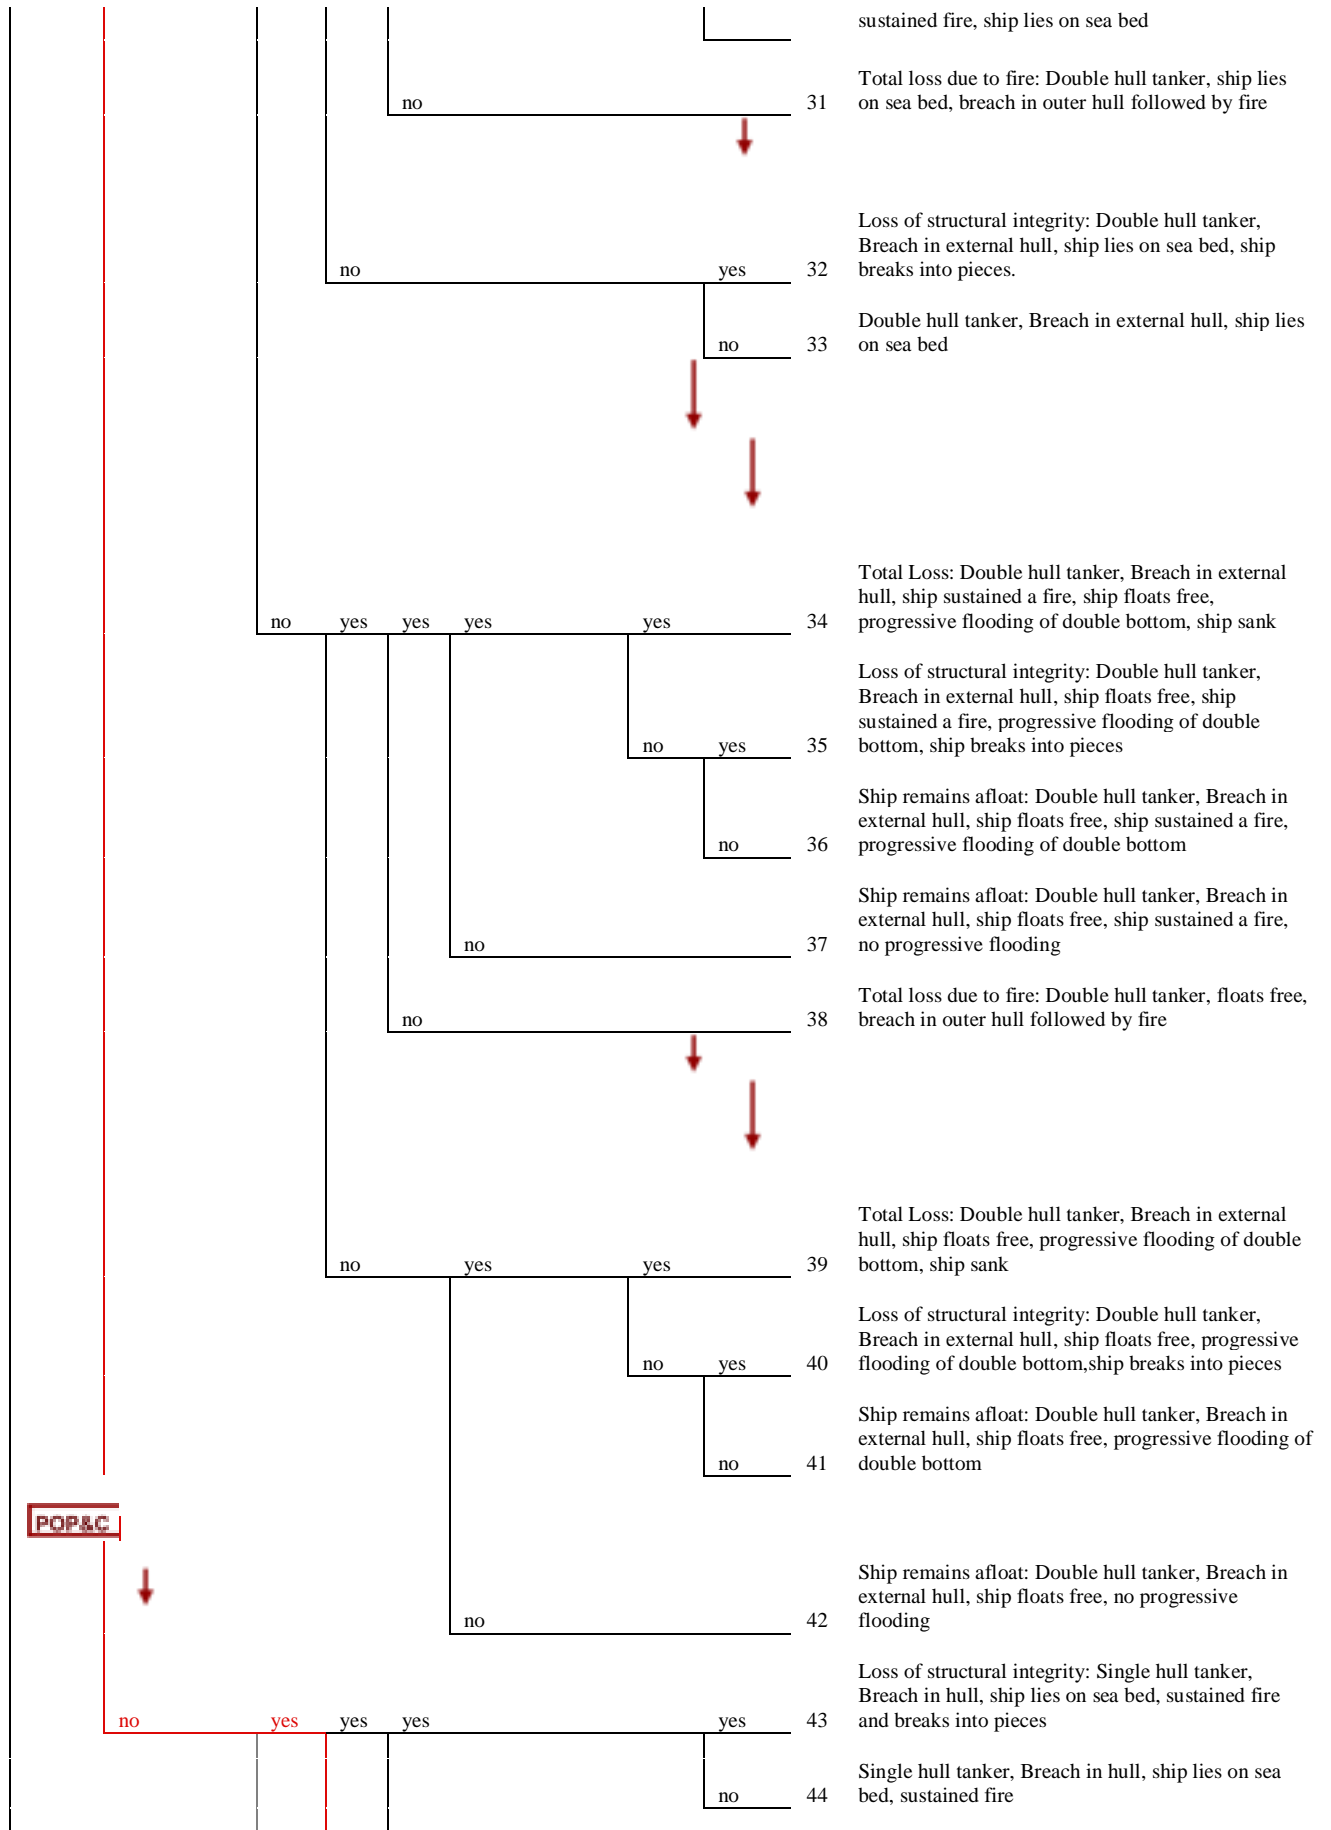 sustained fire, ship lies on sea bed
Total loss due to fire: Double hull tanker, ship lies
no 31 on sea bed, breach in outer hull followed by fire
Loss of structural integrity: Double hull tanker,
Breach in external hull, ship lies on sea bed, ship
no yes 32 breaks into pieces.
Double hull tanker, Breach in external hull, ship lies
no 33 on sea bed
Total Loss: Double hull tanker, Breach in external
hull, ship sustained a fire, ship floats free,
no yes yes yes yes 34 progressive flooding of double bottom, ship sank
Loss of structural integrity: Double hull tanker,
Breach in external hull, ship floats free, ship
sustained a fire, progressive flooding of double
no yes 35 bottom, ship breaks into pieces
Ship remains afloat: Double hull tanker, Breach in
external hull, ship floats free, ship sustained a fire,
no 36 progressive flooding of double bottom
Ship remains afloat: Double hull tanker, Breach in
external hull, ship floats free, ship sustained a fire,
no 37 no progressive flooding
Total loss due to fire: Double hull tanker, floats free,
no 38 breach in outer hull followed by fire
Total Loss: Double hull tanker, Breach in external
hull, ship floats free, progressive flooding of double
no yes yes 39 bottom, ship sank
Loss of structural integrity: Double hull tanker,
Breach in external hull, ship floats free, progressive
no yes 40 flooding of double bottom,ship breaks into pieces
Ship remains afloat: Double hull tanker, Breach in
external hull, ship floats free, progressive flooding of
no 41 double bottom
POP&C
Ship remains afloat: Double hull tanker, Breach in
external hull, ship floats free, no progressive
no 42 flooding
Loss of structural integrity: Single hull tanker,
Breach in hull, ship lies on sea bed, sustained fire
no yes yes yes yes 43 and breaks into pieces
Single hull tanker, Breach in hull, ship lies on sea
no 44 bed, sustained fire